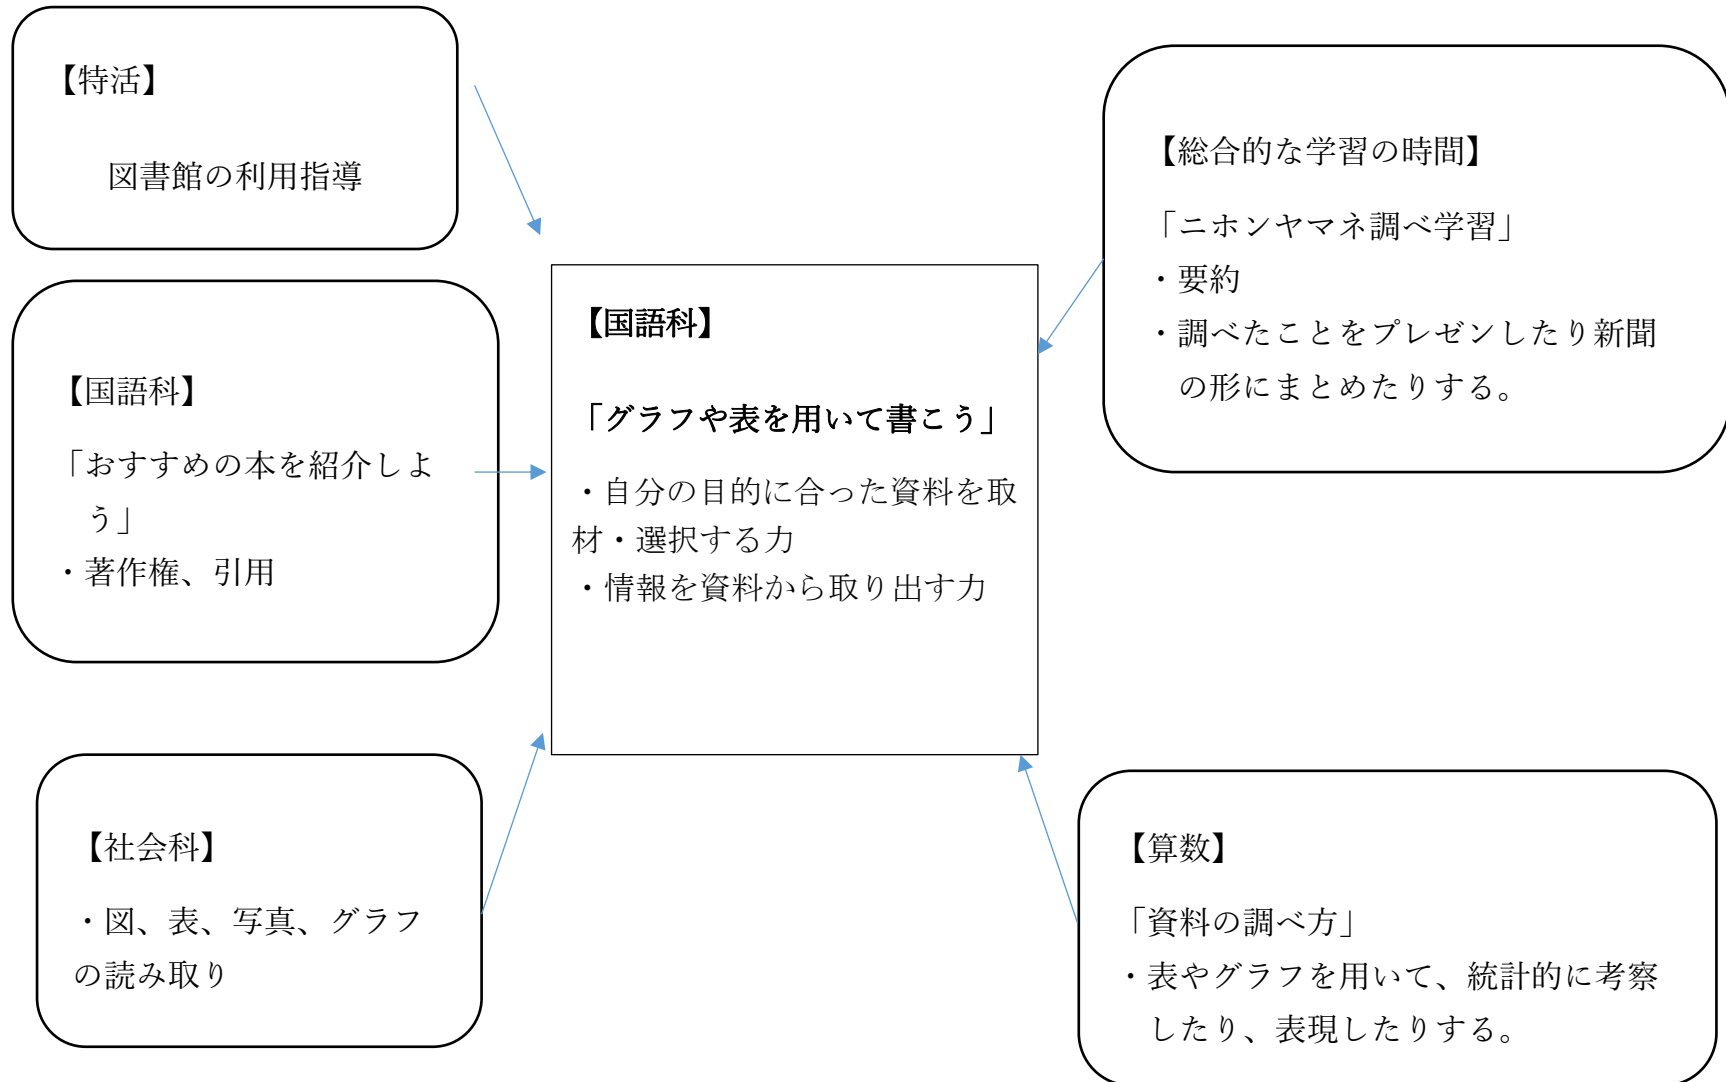 【特活】
図書館の利用指導
【国語科】
「おすすめの本を紹介しよ
う」
・著作権、引用
【社会科】
・図、表、写真、グラフ
の読み取り
【国語科】
「グラフや表を用いて書こう」
・自分の目的に合った資料を取
材・選択する力
・情報を資料から取り出す力
【総合的な学習の時間】
「ニホンヤマネ調べ学習」
・要約
・調べたことをプレゼンしたり新聞
の形にまとめたりする。
【算数】
「資料の調べ方」
・表やグラフを用いて、統計的に考察
したり、表現したりする。